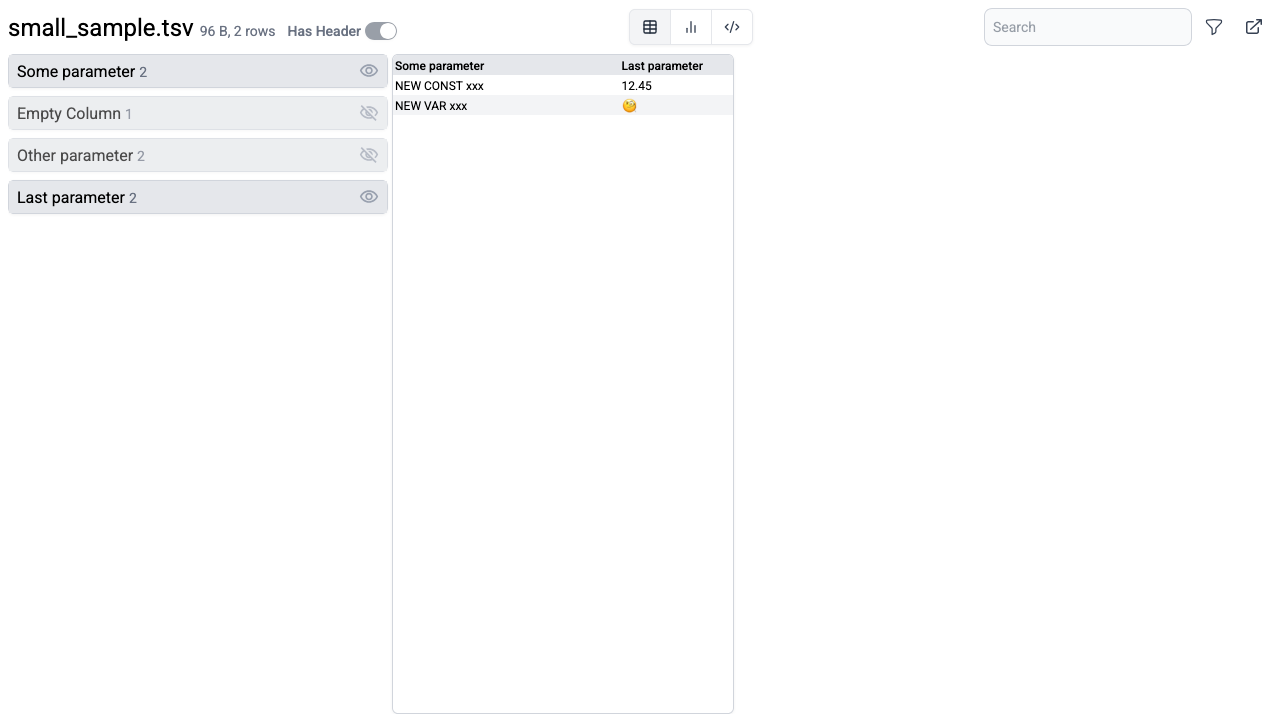 small_sample.tsv 96 B, 2 rows Has Header
Search
Some parameter 2
Empty Column 1
Other parameter 2
Last parameter 2
Some parameter Last parameter
NEW CONST xxx 12.45
NEW VAR xxx 🧐